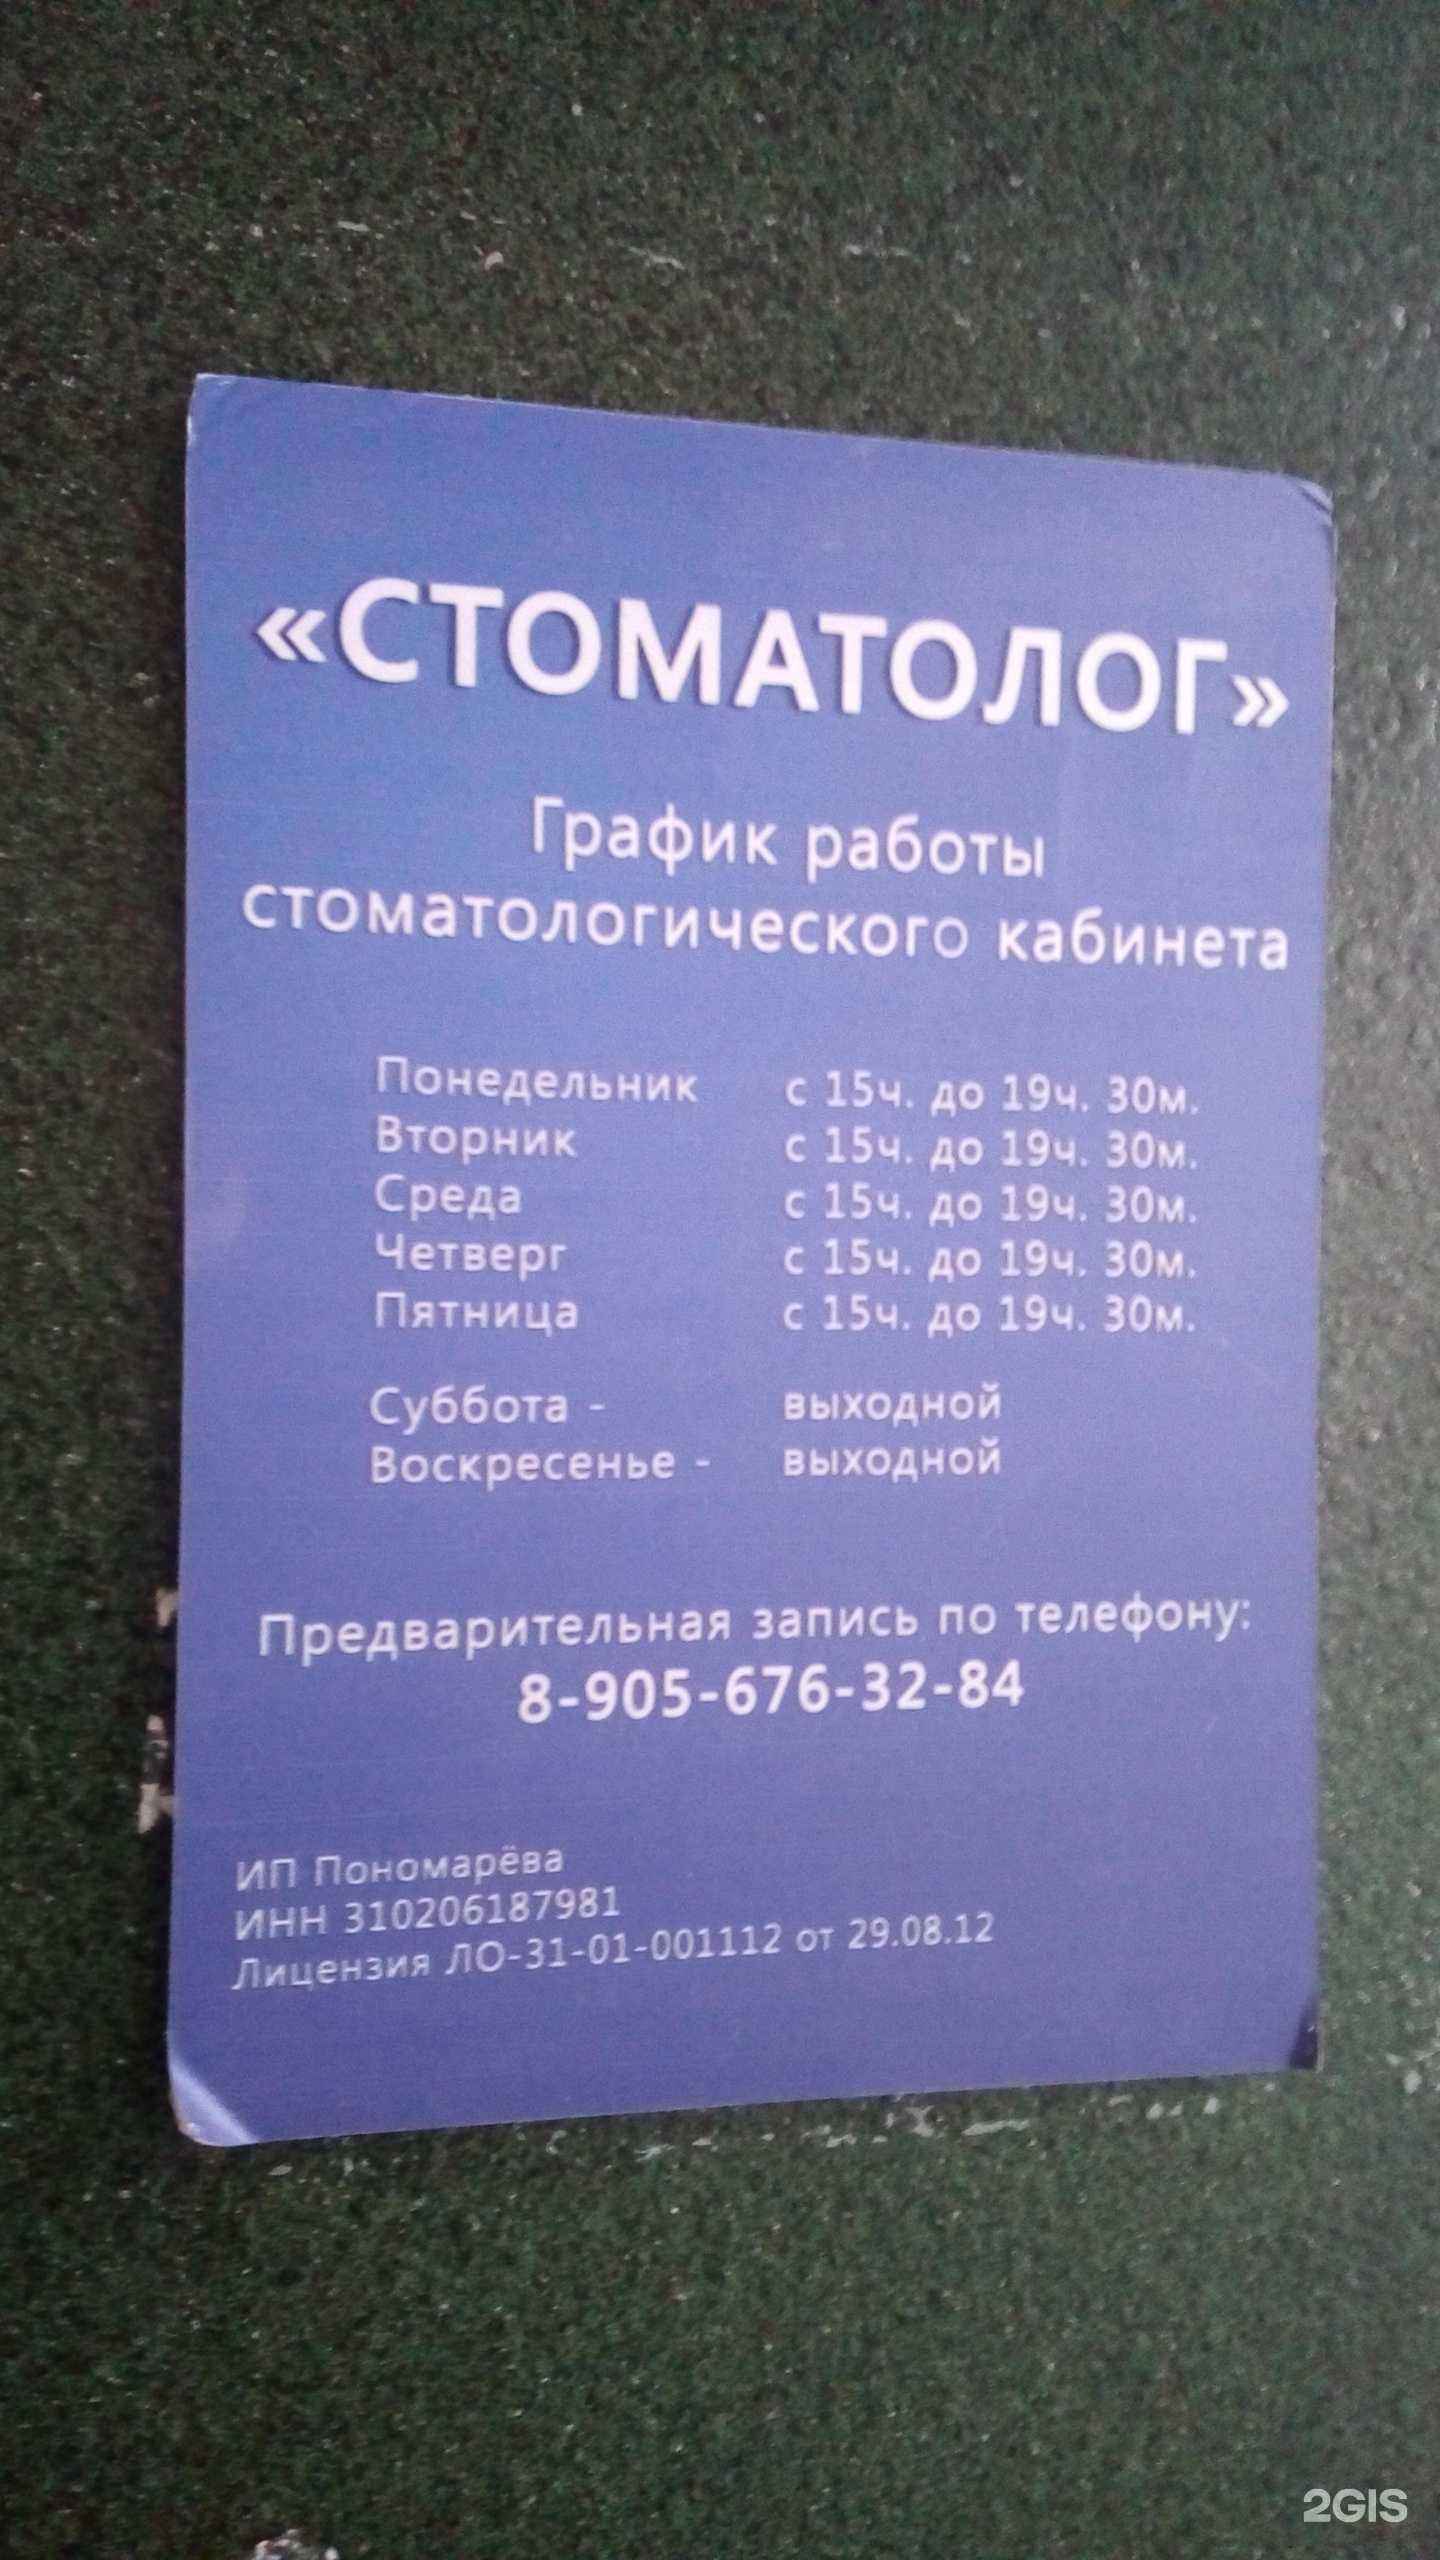 «СТОМАТОЛОГ»
График работы
стоматологического кабинета
Понедельник с 15ч. до 19ч. 30м.
Вторник с 15ч. до 19ч. 30м.
Среда с 15ч. до 19ч. 30м.
Четверг с 15ч. до 19ч. 30м.
Пятница с 15ч. до 19ч. 30м.
Суббота - выходной
Воскресенье - выходной
Предварительная запись по телефону:
8-905-676-32-84
ИП Пономарёва
ИНН 310206187981
Лицензия ЛО-31-01-001112 от 29.08.12
2GIS